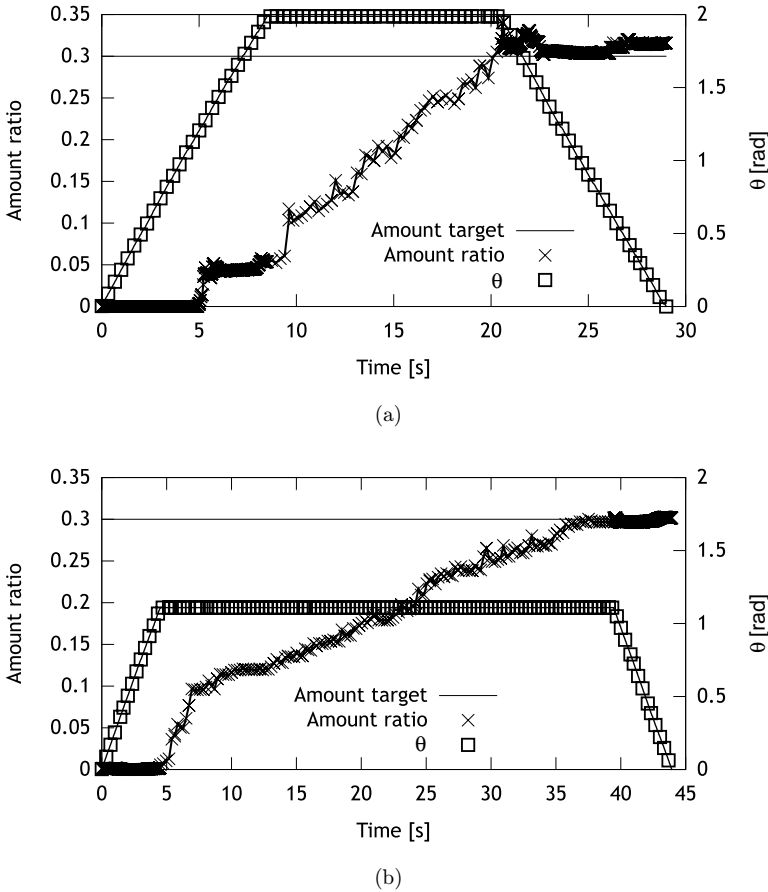 0.35
0.3
0.25
0.2
0.15
0.1
0.05
0
Amount ratio
2
1.5
1
0.5
0
θ [rad]
Amount target
Amount ratio
θ
0 5 10 15 20 25 30
Time [s]
(a)
0.35
0.3
0.25
0.2
0.15
0.1
0.05
0
Amount ratio
2
1.5
1
0.5
0
θ [rad]
Amount target
Amount ratio
θ
0 5 10 15 20 25 30 35 40 45
Time [s]
(b)